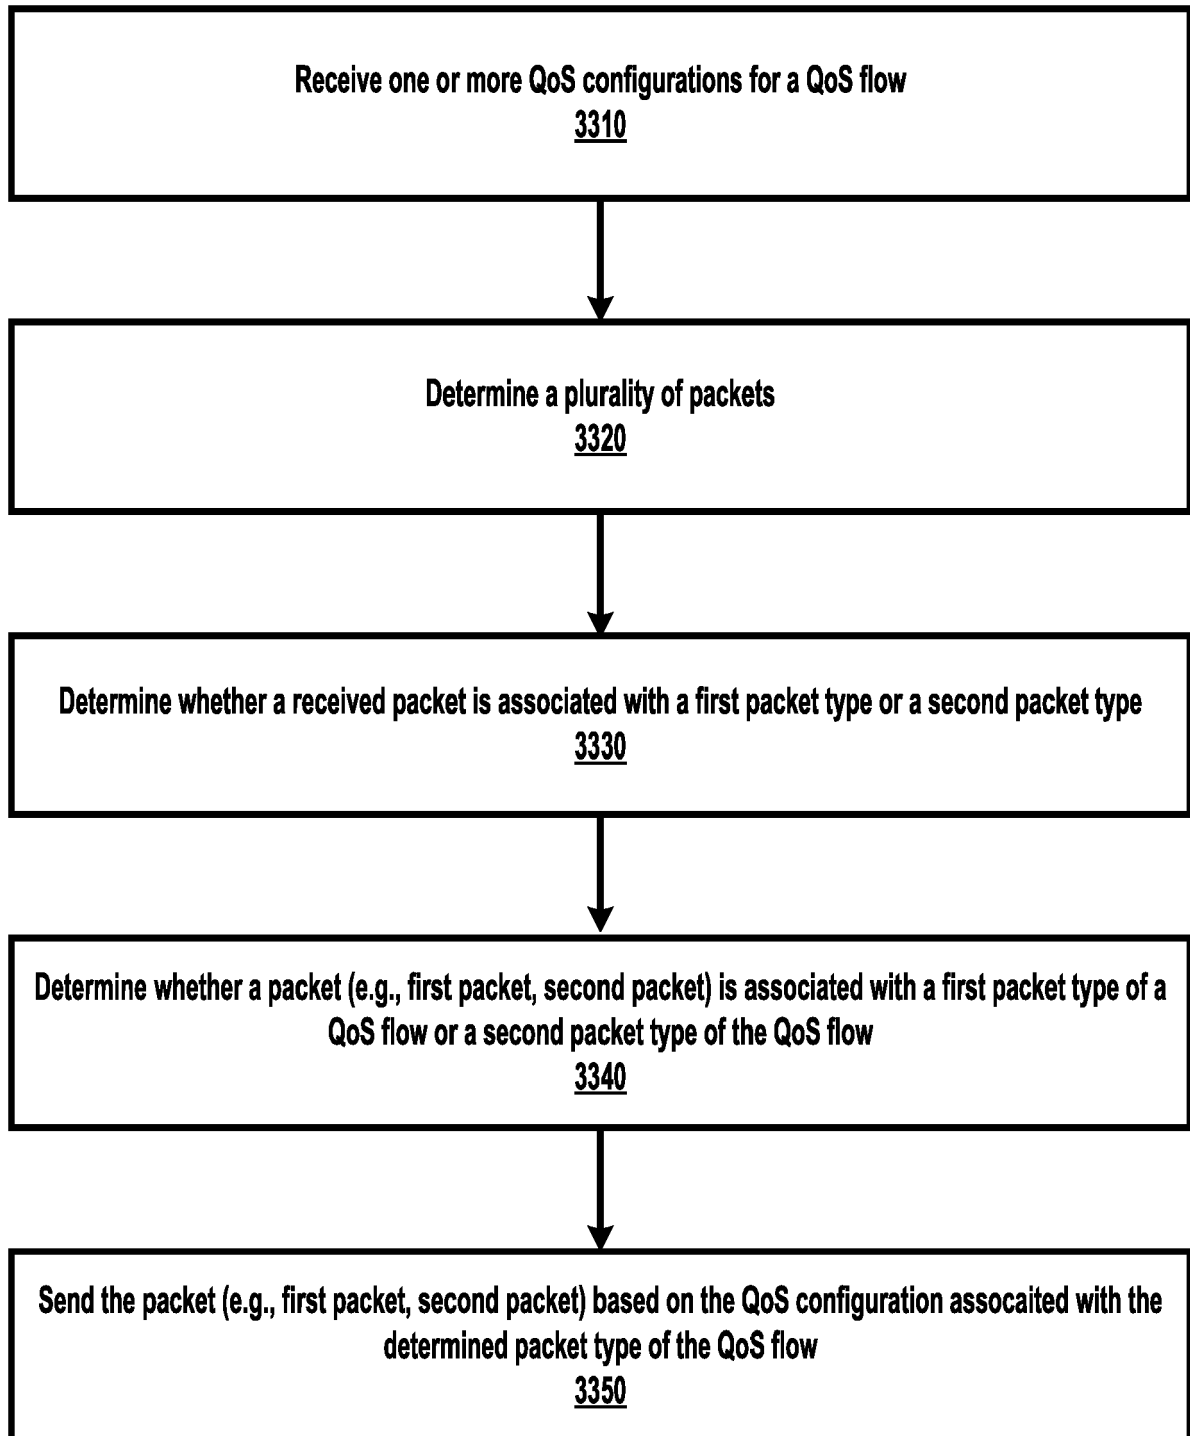 Receive one or more QoS configurations for a QoS flow
3310
Determine a plurality of packets
3320
Determine whether a received packet is associated with a first packet type or a second packet type
3330
Determine whether a packet (e.g., first packet, second packet) is associated with a first packet type of a
QoS flow or a second packet type of the QoS flow
3340
Send the packet (e.g., first packet, second packet) based on the QoS configuration assocaited with the
determined packet type of the QoS flow
3350